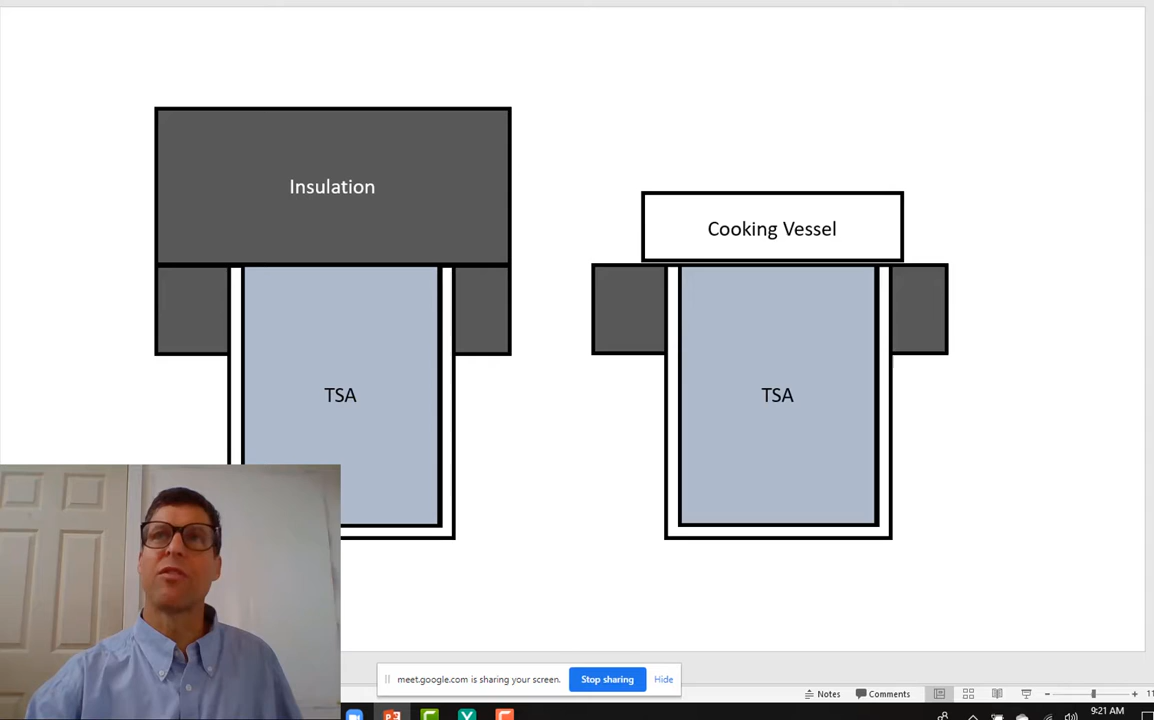 Insulation
Cooking Vessel
TSA
TSA
meet.google.com is sharing your screen.
Stop sharing
Hide
Notes
Comments
11
9:21 AM